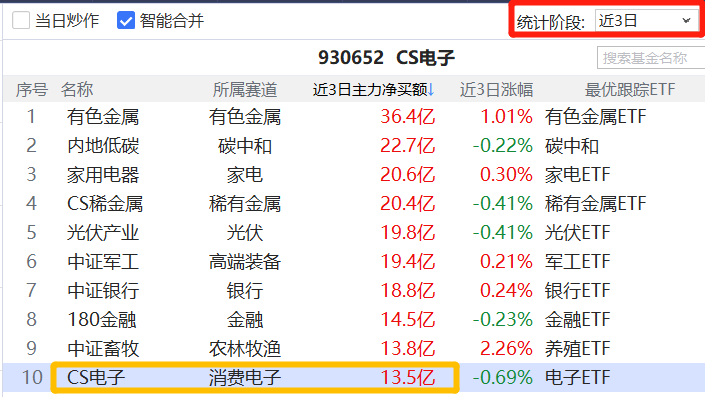 当日炒作 智能合并 统计阶段: 近3日
930652 CS电子
搜索基金名称
序号 名称 所属赛道 近3日主力净买额↓ 近3日涨幅 最优跟踪ETF
1 有色金属 有色金属 36.4亿 1.01% 有色金属ETF
2 内地低碳 碳中和 22.7亿 -0.22% 碳中和
3 家用电器 家电 20.6亿 0.30% 家电ETF
4 CS稀金属 稀有金属 20.4亿 -0.41% 稀有金属ETF
5 光伏产业 光伏 19.8亿 -0.41% 光伏ETF
6 中证军工 高端装备 19.4亿 0.21% 军工ETF
7 中证银行 银行 18.8亿 0.24% 银行ETF
8 180金融 金融 14.5亿 -0.23% 金融ETF
9 中证畜牧 农林牧渔 13.8亿 2.26% 养殖ETF
10 CS电子 消费电子 13.5亿 -0.69% 电子ETF